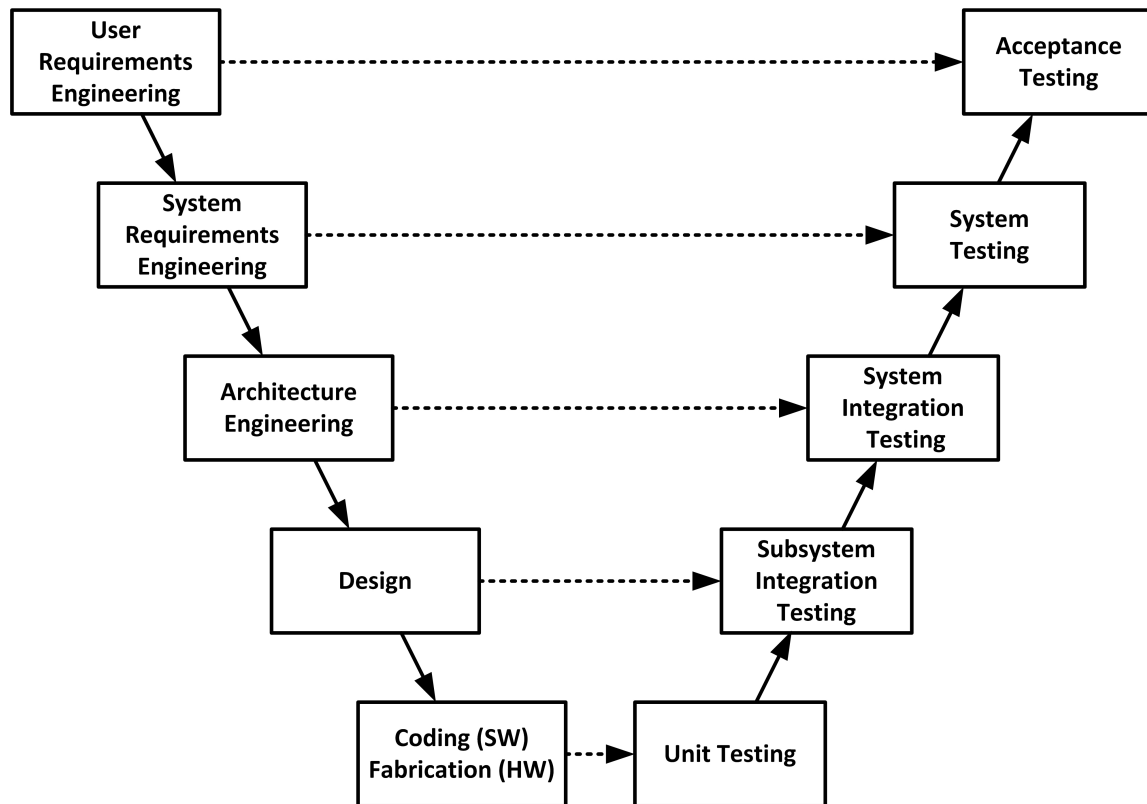 User
Requirements
Engineering
Acceptance
Testing
System
Requirements
Engineering
System
Testing
Architecture
Engineering
System
Integration
Testing
Design
Subsystem
Integration
Testing
Coding (SW)
Fabrication (HW)
Unit Testing